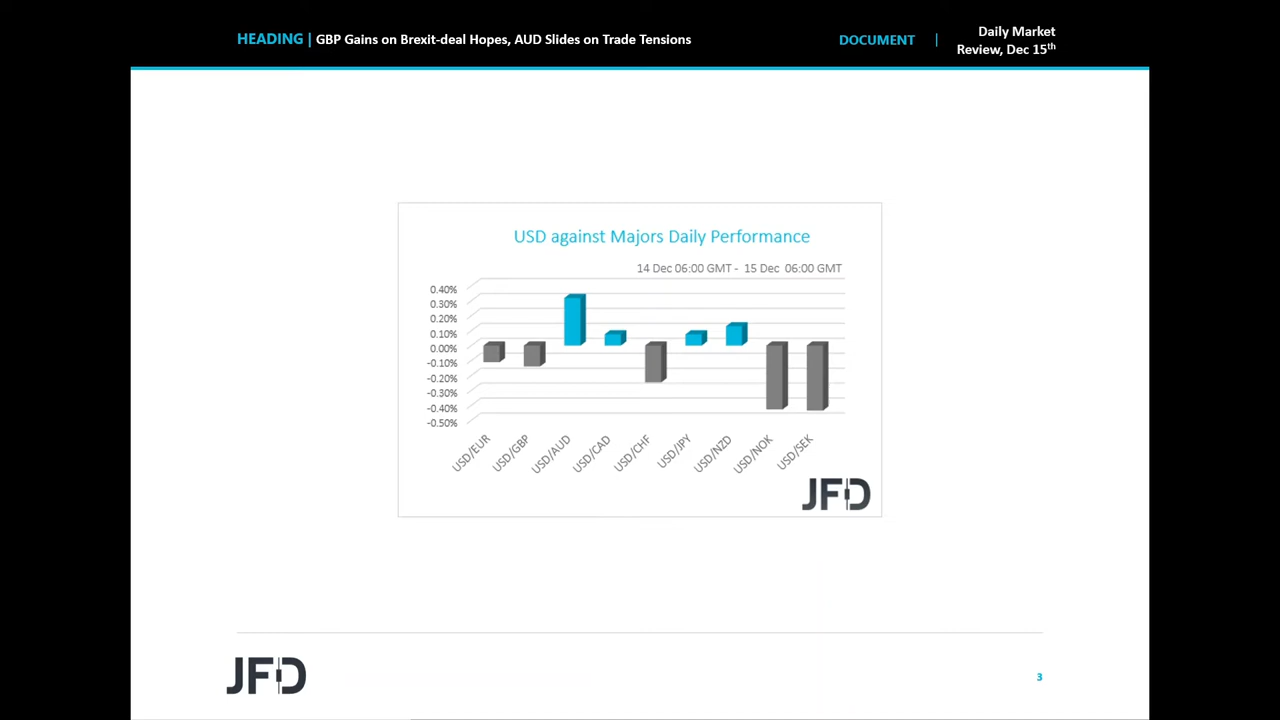 HEADING | GBP Gains on Brexit-deal Hopes, AUD Slides on Trade Tensions
DOCUMENT |
Daily Market
Review, Dec 15th
USD against Majors Daily Performance
14 Dec 06:00 GMT - 15 Dec 06:00 GMT
0.40%
0.30%
0.20%
0.10%
0.00%
-0.10%
-0.20%
-0.30%
-0.40%
-0.50%
USD/EUR
USD/GBP
USD/AUD
USD/CAD
USD/CHF
USD/JPY
USD/NZD
USD/NOK
USD/SEK
JFD
JFD
3